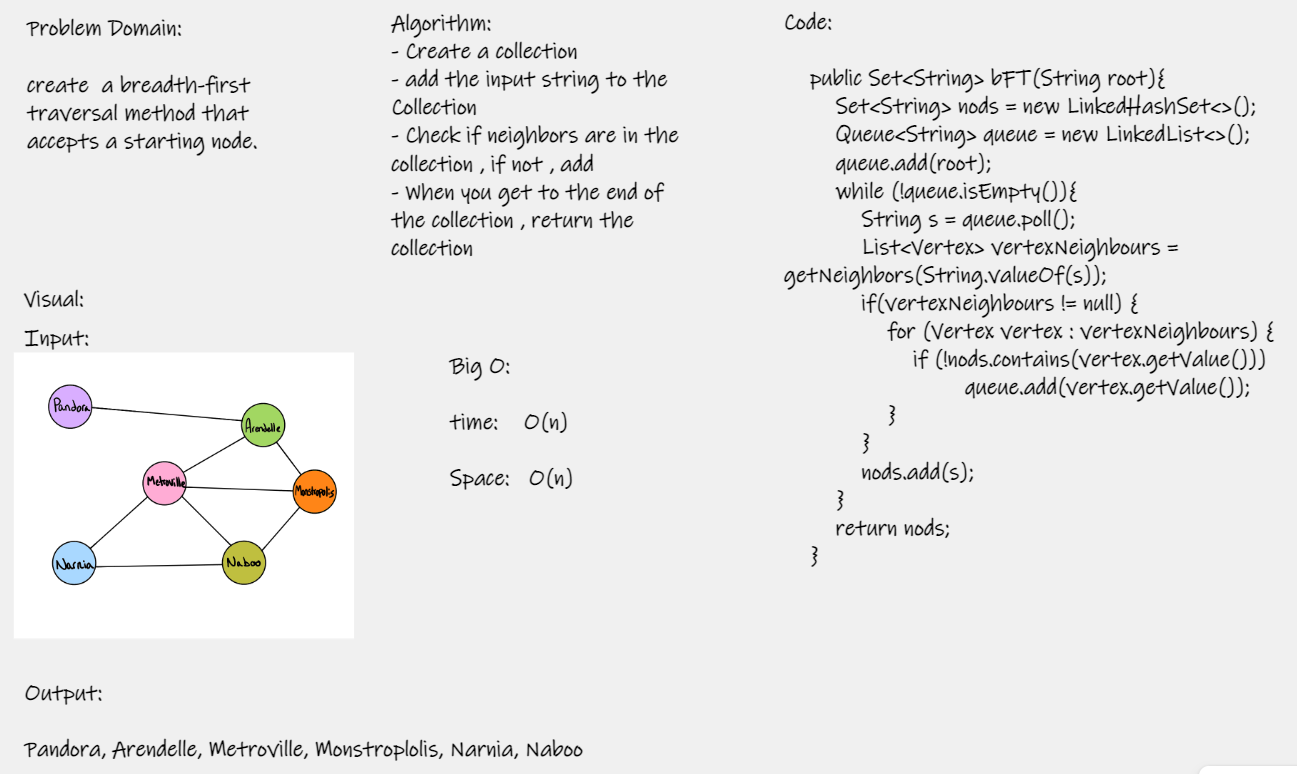 Problem Domain:
create a breadth-first
traversal method that
accepts a starting node.
Algorithm:
- Create a collection
- add the input string to the
Collection
- Check if neighbors are in the
collection , if not , add
- When you get to the end of
the collection , return the
collection
Code:
public Set<String> bFT(String root){
Set<String> nods = new LinkedHashSet<>();
Queue<String> queue = new LinkedList<>();
queue.add(root);
while (!queue.isEmpty()){
String s = queue.poll();
List<Vertex> vertexNeighbours =
getNeighbors(String.valueOf(s));
if(vertexNeighbours != null) {
for (Vertex vertex : vertexNeighbours) {
if (!nods.contains(vertex.getValue()))
queue.add(vertex.getValue());
}
}
nods.add(s);
}
return nods;
}
Visual:
Input:
Pandora
Arendelle
Metroville
Monstropolis
Narnia
Naboo
Big O:
time: O(n)
Space: O(n)
Output:
Pandora, Arendelle, Metroville, Monstroplolis, Narnia, Naboo